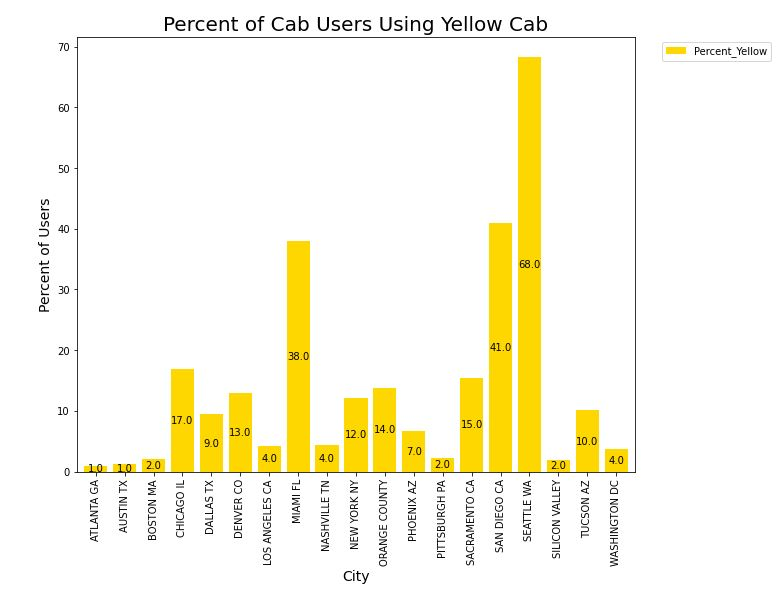 Percent of Cab Users Using Yellow Cab
Percent_Yellow
Percent of Users
70
60
50
40
30
20
10
0
1.0
1.0
2.0
17.0
9.0
13.0
4.0
38.0
4.0
12.0
14.0
7.0
2.0
15.0
41.0
68.0
2.0
10.0
4.0
ATLANTA GA
AUSTIN TX
BOSTON MA
CHICAGO IL
DALLAS TX
DENVER CO
LOS ANGELES CA
MIAMI FL
NASHVILLE TN
NEW YORK NY
ORANGE COUNTY
PHOENIX AZ
PITTSBURGH PA
SACRAMENTO CA
SAN DIEGO CA
SEATTLE WA
SILICON VALLEY
TUCSON AZ
WASHINGTON DC
City